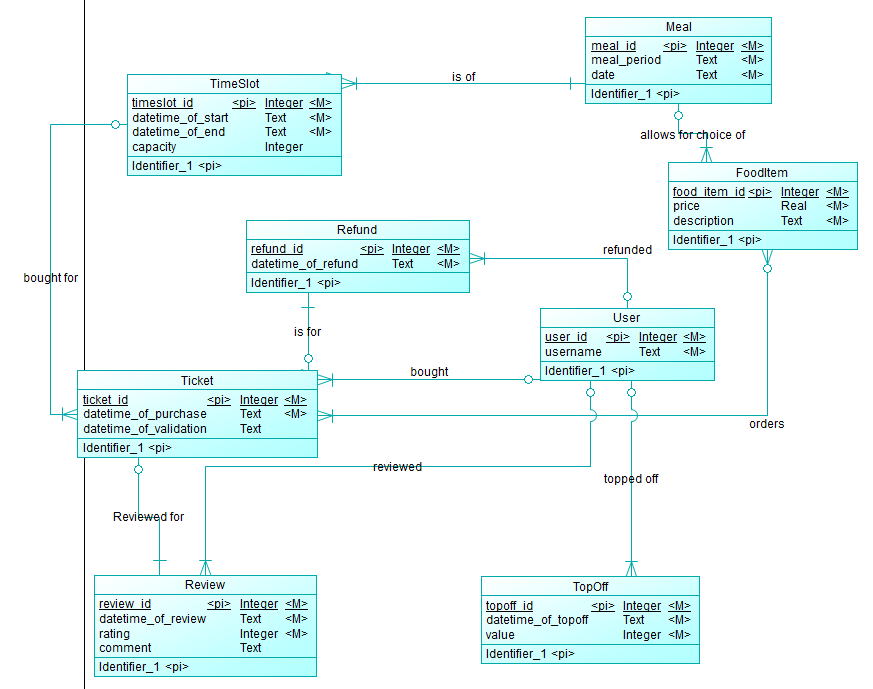 Meal
meal_id <pi> Integer <M>
meal_period Text <M>
date Text <M>
Identifier_1 <pi>
is of
TimeSlot
timeslot_id <pi> Integer <M>
datetime_of_start Text <M>
datetime_of_end Text <M>
capacity Integer
Identifier_1 <pi>
allows for choice of
FoodItem
food_item_id <pi> Integer <M>
price Real <M>
description Text <M>
Identifier_1 <pi>
Refund
refund_id <pi> Integer <M>
datetime_of_refund Text <M>
Identifier_1 <pi>
refunded
bought for
is for
User
user_id <pi> Integer <M>
username Text <M>
Identifier_1 <pi>
bought
Ticket
ticket_id <pi> Integer <M>
datetime_of_purchase Text <M>
datetime_of_validation Text
Identifier_1 <pi>
orders
reviewed
topped off
Reviewed for
Review
review_id <pi> Integer <M>
datetime_of_review Text <M>
rating Integer <M>
comment Text
Identifier_1 <pi>
TopOff
topoff_id <pi> Integer <M>
datetime_of_topoff Text <M>
value Integer <M>
Identifier_1 <pi>